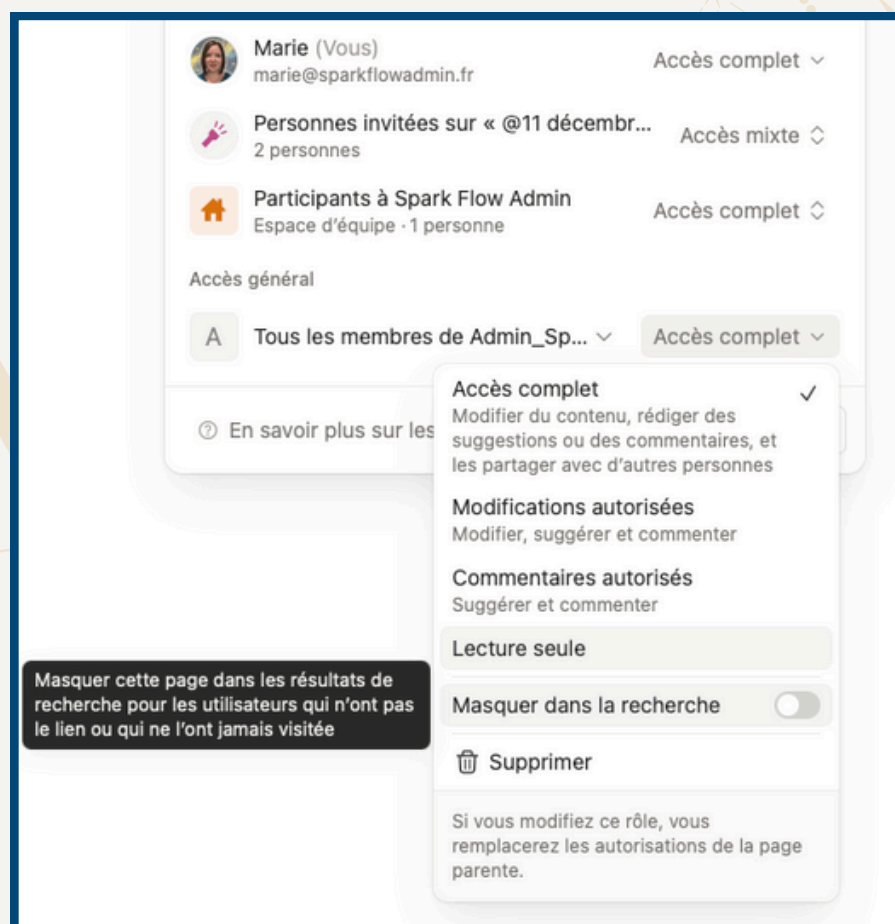 Marie (Vous)
Accès complet
marie@sparkflowadmin.fr
Personnes invitées sur « @11 décembr...
Accès mixte
2 personnes
Participants à Spark Flow Admin
Accès complet
Espace d'équipe · 1 personne
Accès général
A
Tous les membres de Admin_Sp...
Accès complet
En savoir plus sur les
Accès complet
Modifier du contenu, rédiger des
suggestions ou des commentaires, et
les partager avec d'autres personnes
Modifications autorisées
Modifier, suggérer et commenter
Commentaires autorisés
Suggérer et commenter
Lecture seule
Masquer cette page dans les résultats de
recherche pour les utilisateurs qui n'ont pas
le lien ou qui ne l'ont jamais visitée
Masquer dans la recherche
Supprimer
Si vous modifiez ce rôle, vous
remplacerez les autorisations de la page
parente.